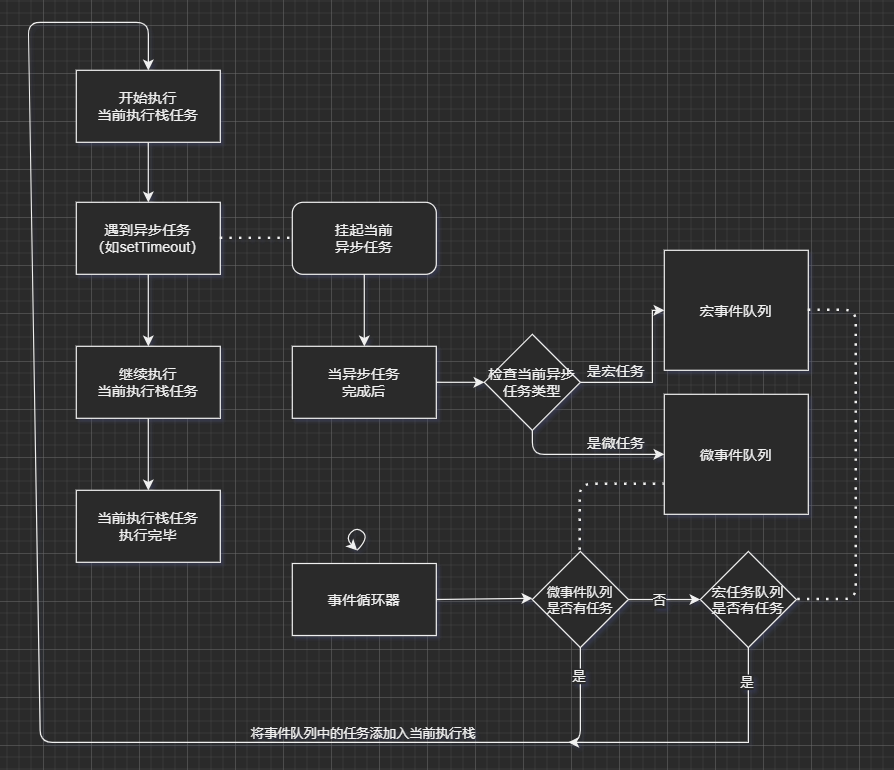 开始执行
当前执行栈任务
遇到异步任务
（如setTimeout）
挂起当前
异步任务
宏事件队列
继续执行
当前执行栈任务
当异步任务
完成后
检查当前异步
任务类型
是宏任务
是微任务
微事件队列
当前执行栈任务
执行完毕
事件循环器
微事件队列
是否有任务
否
宏任务队列
是否有任务
是
是
将事件队列中的任务添加入当前执行栈